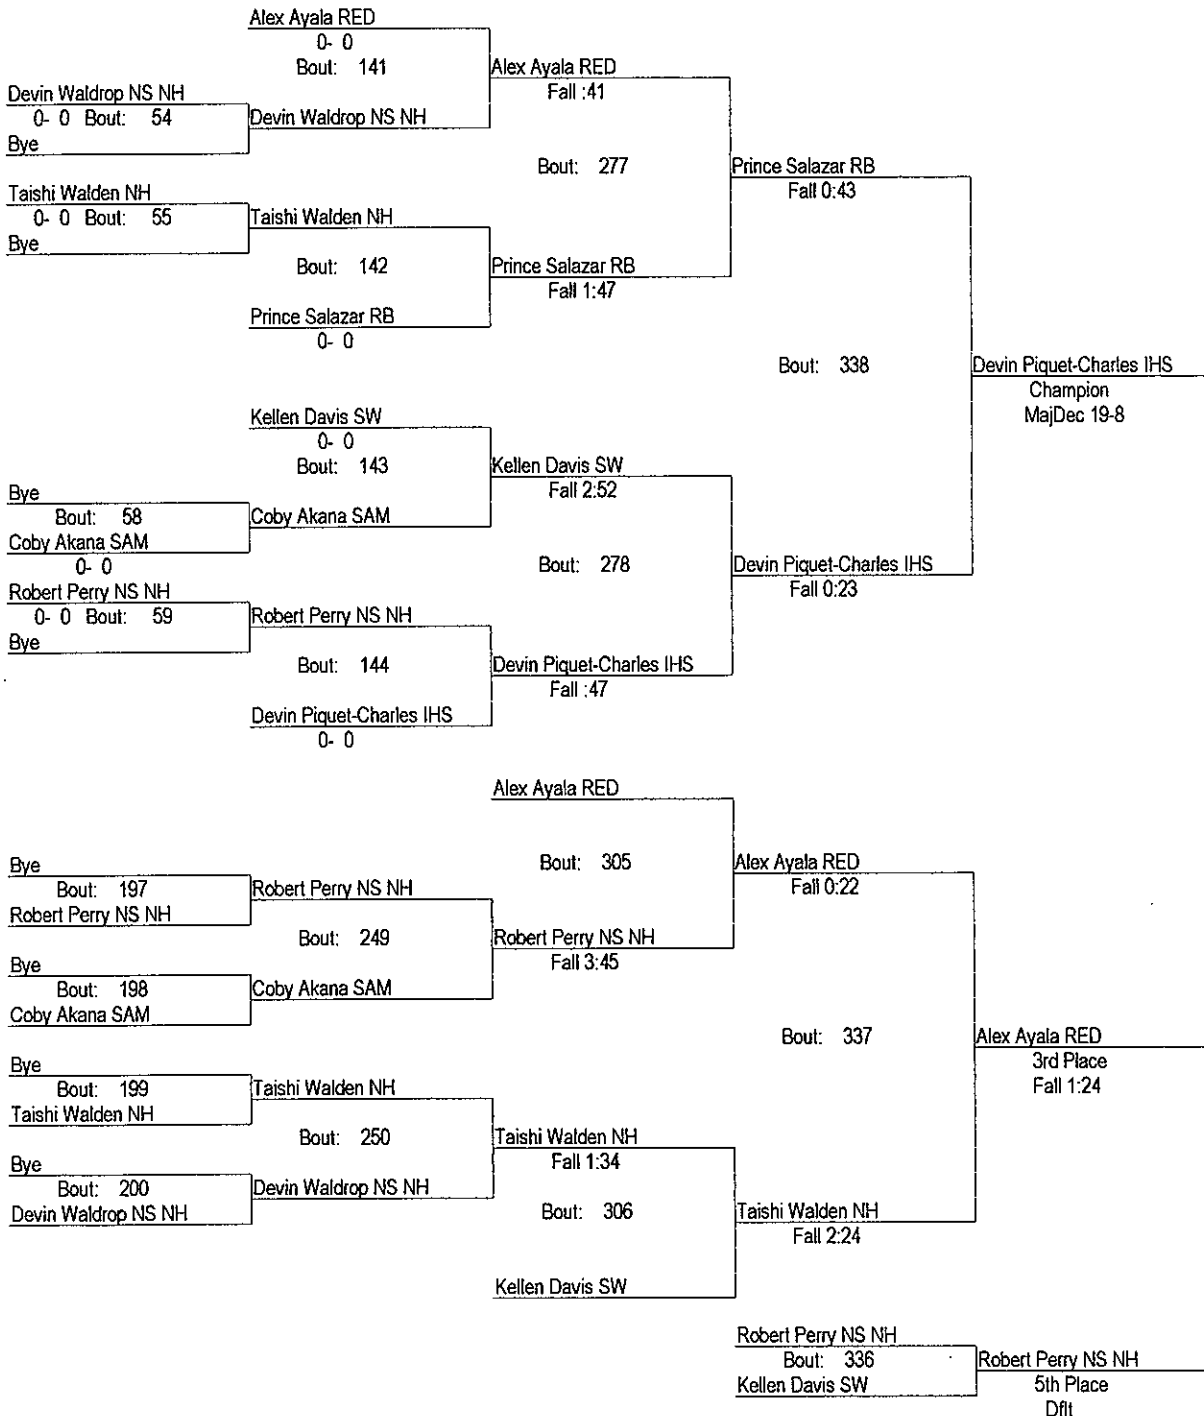 Alex Ayala RED
0- 0
Bout: 141
Alex Ayala RED
Fall :41
Devin Waldrop NS NH
0- 0 Bout: 54
Devin Waldrop NS NH
Bye
Bout: 277
Prince Salazar RB
Fall 0:43
Taishi Walden NH
0- 0 Bout: 55
Taishi Walden NH
Bye
Bout: 142
Prince Salazar RB
Fall 1:47
Prince Salazar RB
0- 0
Bout: 338
Devin Piquet-Charles IHS
Champion
MajDec 19-8
Kellen Davis SW
0- 0
Bout: 143
Kellen Davis SW
Fall 2:52
Bye
Bout: 58
Coby Akana SAM
Coby Akana SAM
0- 0
Bout: 278
Devin Piquet-Charles IHS
Fall 0:23
Robert Perry NS NH
0- 0 Bout: 59
Robert Perry NS NH
Bye
Bout: 144
Devin Piquet-Charles IHS
Fall :47
Devin Piquet-Charles IHS
0- 0
Alex Ayala RED
Bout: 305
Alex Ayala RED
Fall 0:22
Bye
Bout: 197
Robert Perry NS NH
Robert Perry NS NH
Bout: 249
Robert Perry NS NH
Fall 3:45
Bye
Bout: 198
Coby Akana SAM
Coby Akana SAM
Bout: 337
Alex Ayala RED
3rd Place
Fall 1:24
Bye
Bout: 199
Taishi Walden NH
Taishi Walden NH
Bout: 250
Taishi Walden NH
Fall 1:34
Bye
Bout: 200
Devin Waldrop NS NH
Devin Waldrop NS NH
Bout: 306
Taishi Walden NH
Fall 2:24
Kellen Davis SW
Robert Perry NS NH
Bout: 336
Kellen Davis SW
Robert Perry NS NH
5th Place
Dflt